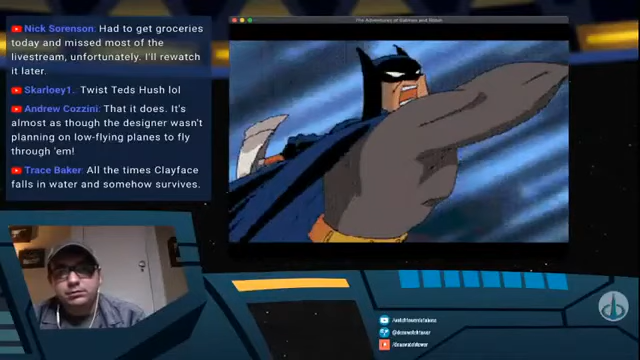 The Adventures of Batman and Robin
Nick Sorenson: Had to get groceries
today and missed most of the
livestream, unfortunately. I'll rewatch
it later.
Skarloey1: Twist Teds Hush lol
Andrew Cozzini: That it does. It's
almost as though the designer wasn't
planning on low-flying planes to fly
through 'em!
Trace Baker: All the times Clayface
falls in water and somehow survives.